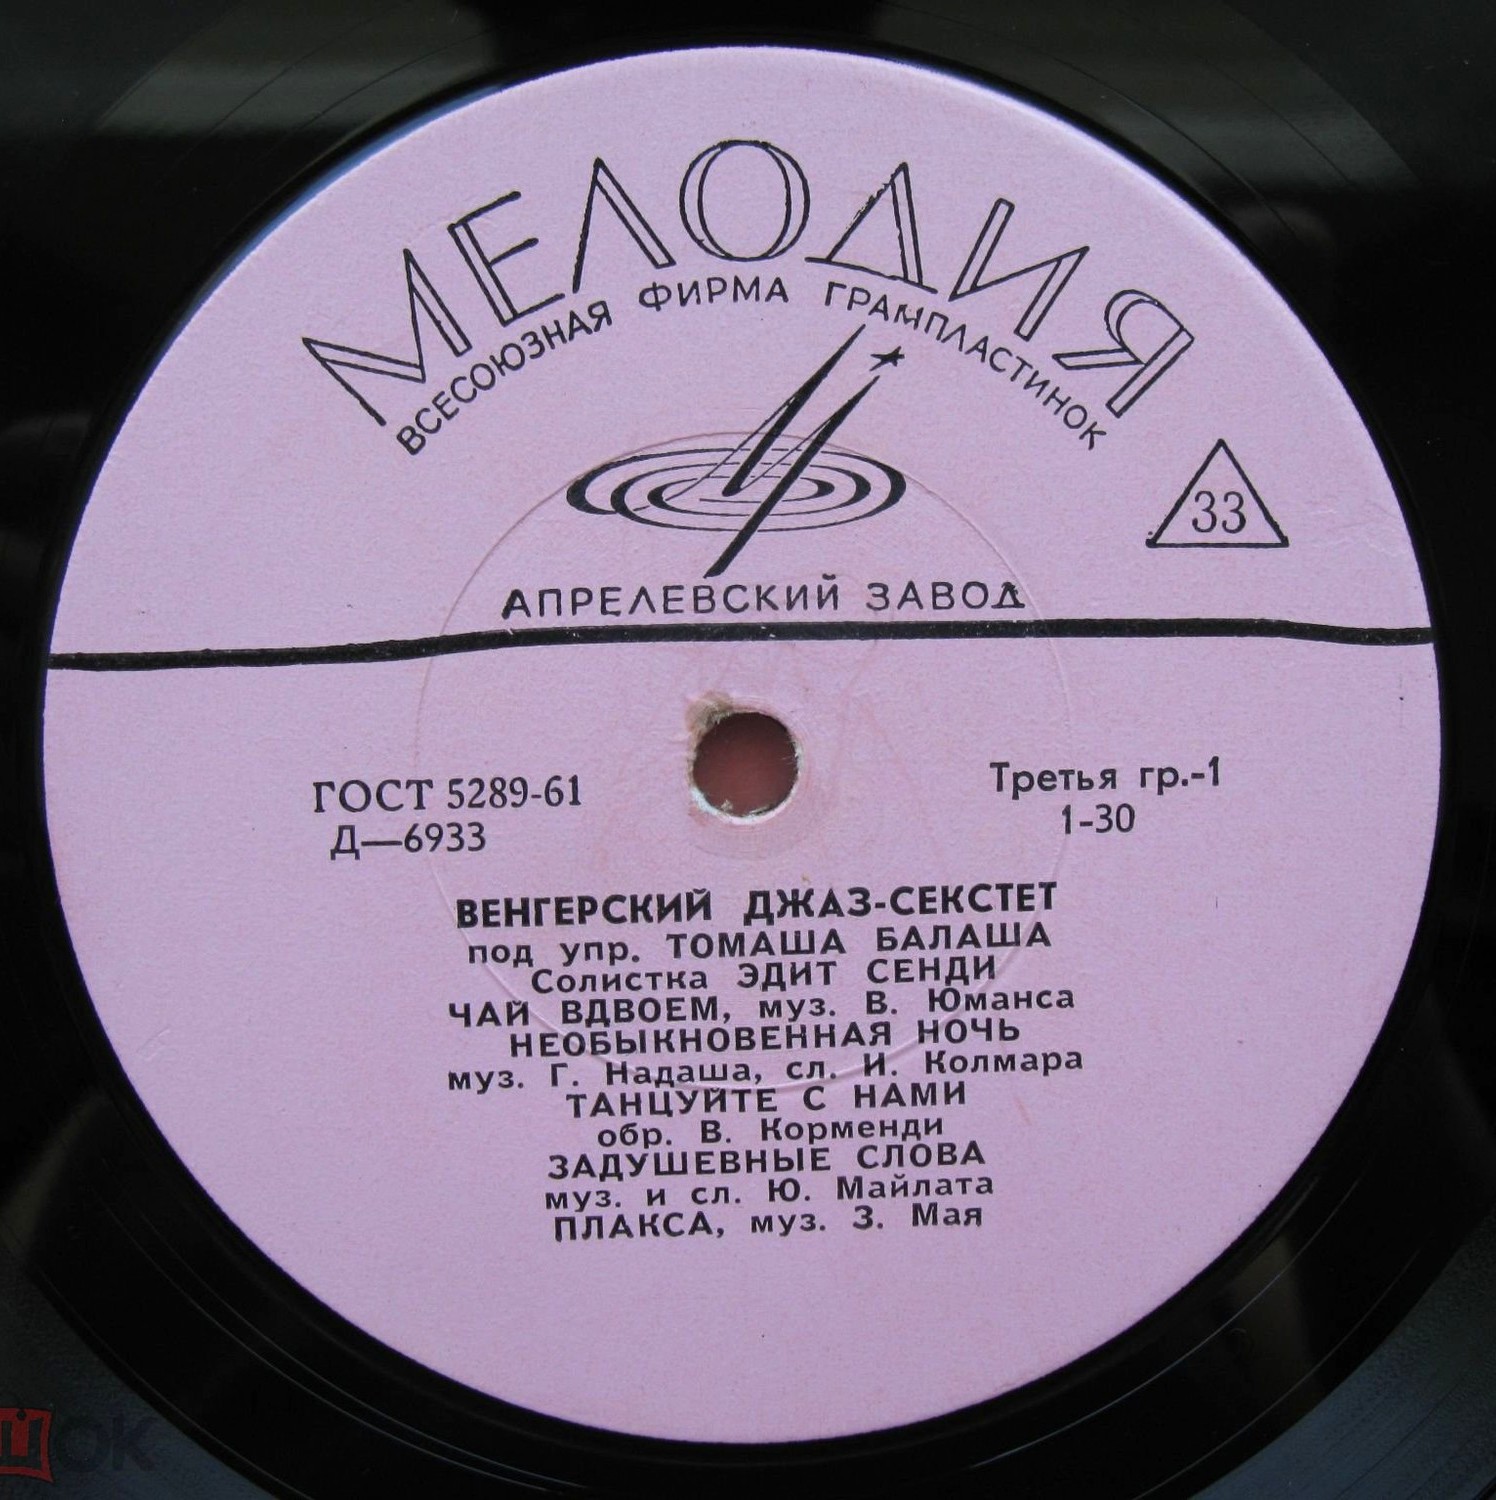 МЕЛОДИЯ
ВСЕСОЮЗНАЯ ФИРМА ГРАМПЛАСТИНОК
33
АПРЕЛЕВСКИЙ ЗАВОД
ГОСТ 5289-61
Д—6933
Третья гр.-1
1-30
ВЕНГЕРСКИЙ ДЖАЗ-СЕКСТЕТ
под упр. ТОМАША БАЛАША
Солистка ЭДИТ СЕНДИ
ЧАЙ ВДВОЕМ, муз. В. Юманса
НЕОБЫКНОВЕННАЯ НОЧЬ
муз. Г. Надаша, сл. И. Колмара
ТАНЦУЙТЕ С НАМИ
обр. В. Корменди
ЗАДУШЕВНЫЕ СЛОВА
муз. и сл. Ю. Майлата
ПЛАКСА, муз. З. Мая